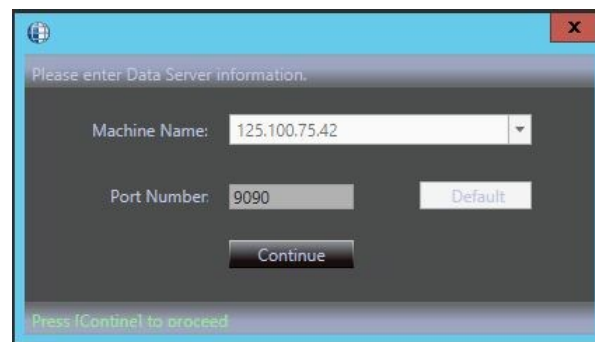 x
Please enter Data Server information.
Machine Name: 125.100.75.42
Port Number: 9090 Default
Continue
Press [Contine] to proceed